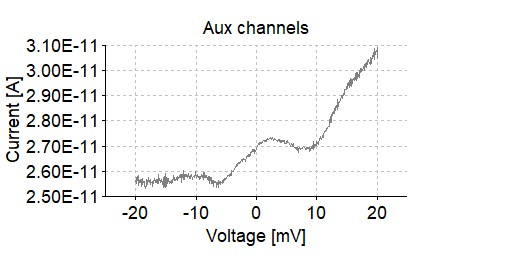 Aux channels
3.10E-11
3.00E-11
2.90E-11
2.80E-11
2.70E-11
2.60E-11
2.50E-11
Current [A]
-20 -10 0 10 20
Voltage [mV]